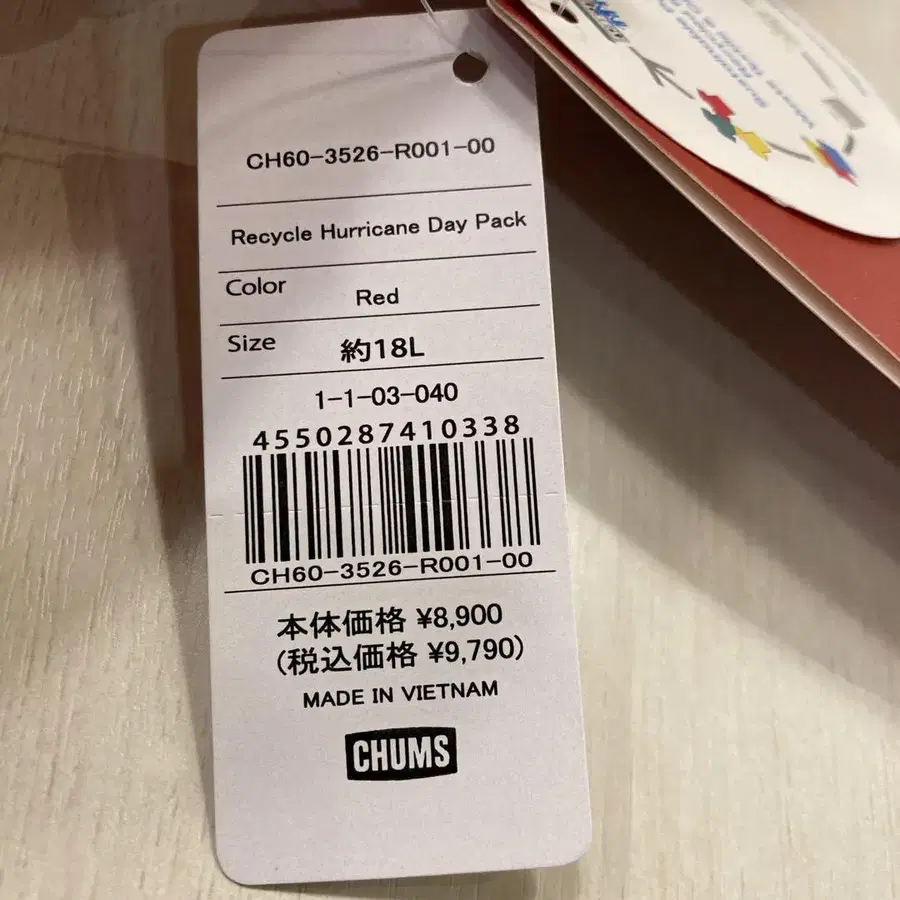 CH60-3526-R001-00
Recycle Hurricane Day Pack
Color Red
Size 約18L
1-1-03-040
4550287410338
CH60-3526-R001-00
本体価格 ¥8,900
(税込価格 ¥9,790)
MADE IN VIETNAM
CHUMS